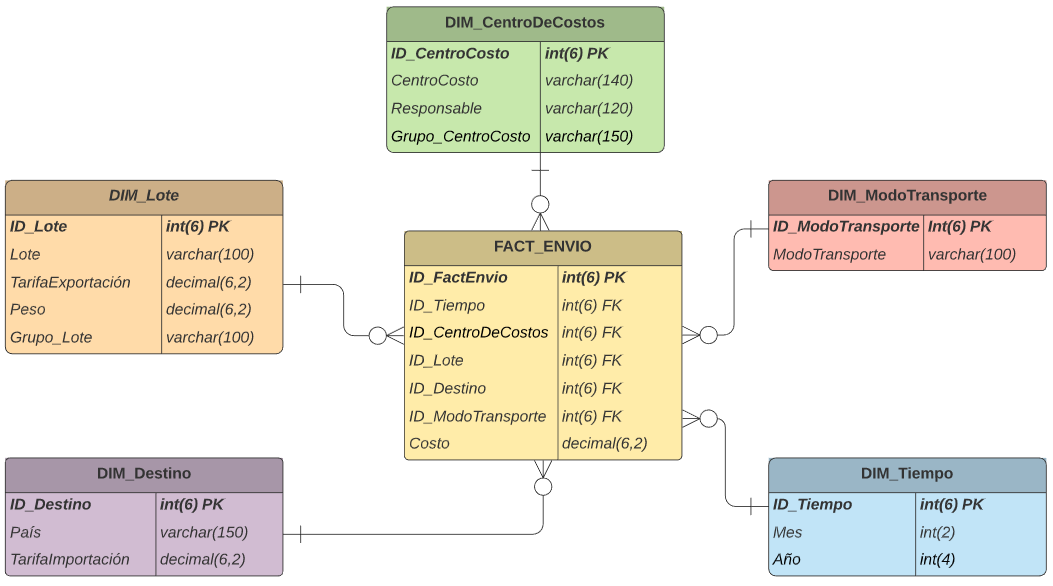 DIM_CentroDeCostos
ID_CentroCosto int(6) PK
CentroCosto varchar(140)
Responsable varchar(120)
Grupo_CentroCosto varchar(150)
DIM_Lote
ID_Lote int(6) PK
Lote varchar(100)
TarifaExportación decimal(6,2)
Peso decimal(6,2)
Grupo_Lote varchar(100)
DIM_ModoTransporte
ID_ModoTransporte Int(6) PK
ModoTransporte varchar(100)
FACT_ENVIO
ID_FactEnvio int(6) PK
ID_Tiempo int(6) FK
ID_CentroDeCostos int(6) FK
ID_Lote int(6) FK
ID_Destino int(6) FK
ID_ModoTransporte int(6) FK
Costo decimal(6,2)
DIM_Destino
ID_Destino int(6) PK
País varchar(150)
TarifaImportación decimal(6,2)
DIM_Tiempo
ID_Tiempo int(6) PK
Mes int(2)
Año int(4)